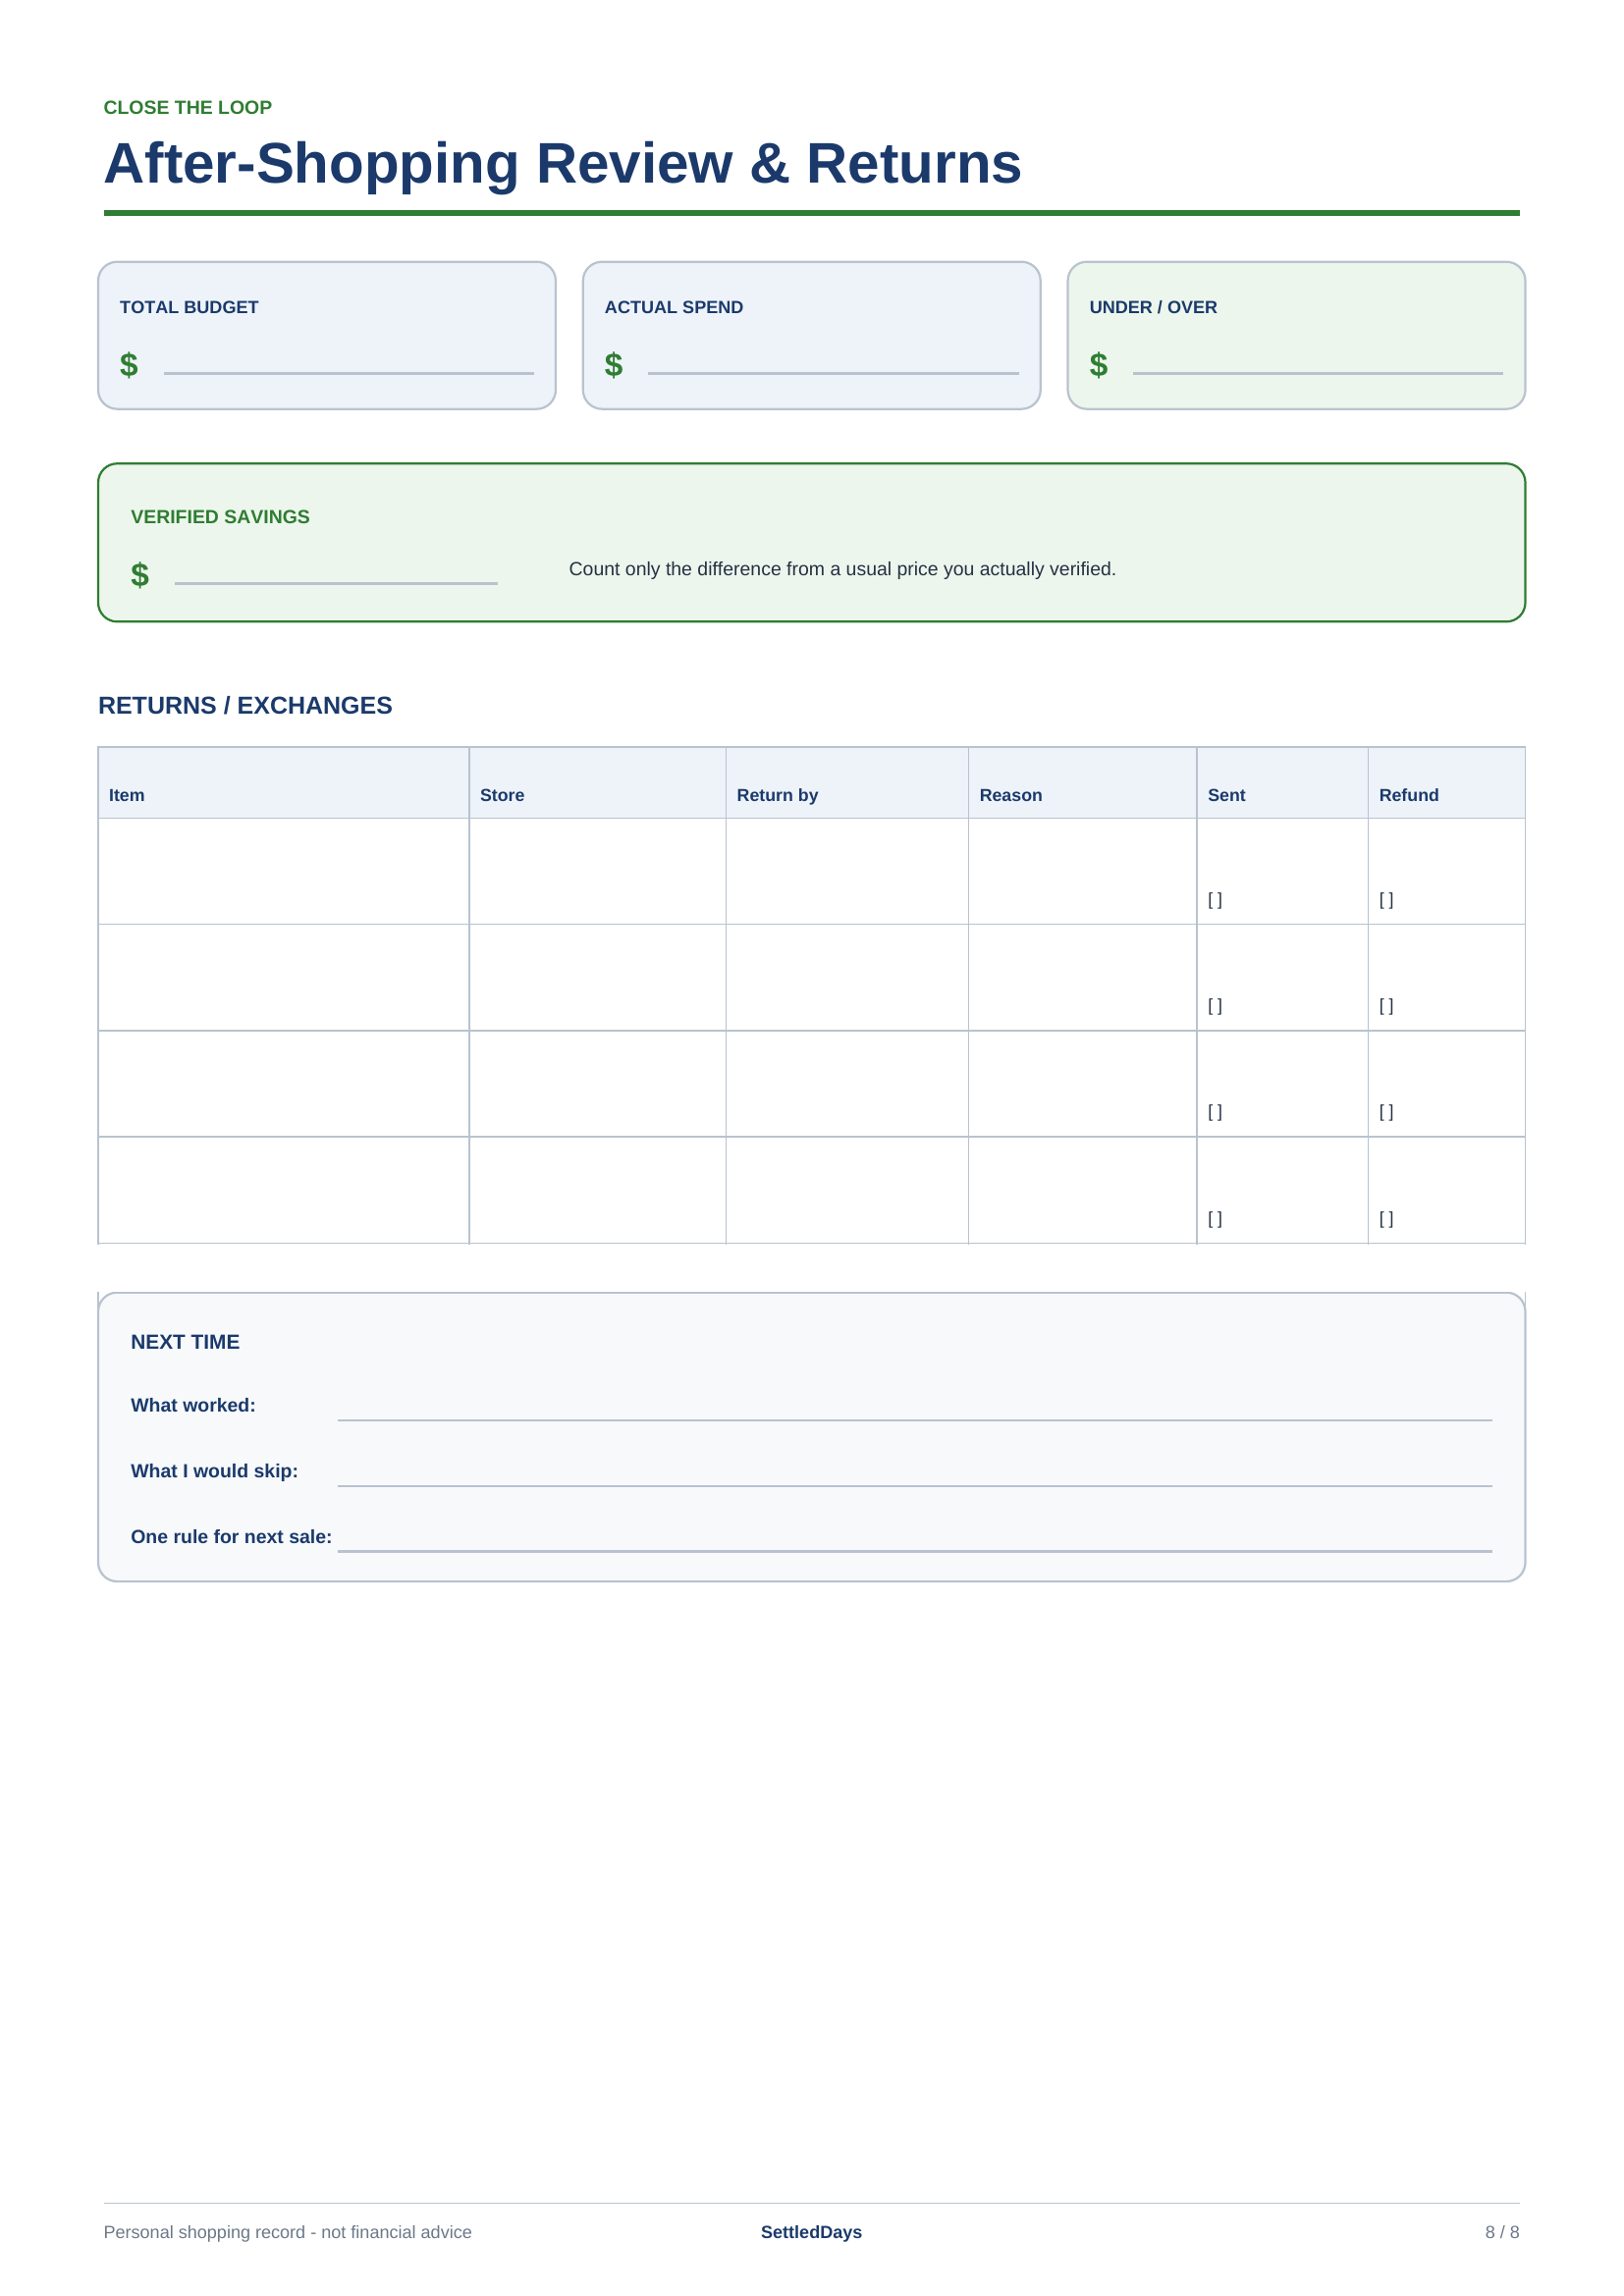 CLOSE THE LOOP
After-Shopping Review & Returns
TOTAL BUDGET
$
ACTUAL SPEND
$
UNDER / OVER
$
VERIFIED SAVINGS
$
Count only the difference from a usual price you actually verified.
RETURNS / EXCHANGES
Item Store Return by Reason Sent Refund
[ ] [ ]
[ ] [ ]
[ ] [ ]
[ ] [ ]
NEXT TIME
What worked:
What I would skip:
One rule for next sale:
Personal shopping record - not financial advice SettledDays 8 / 8